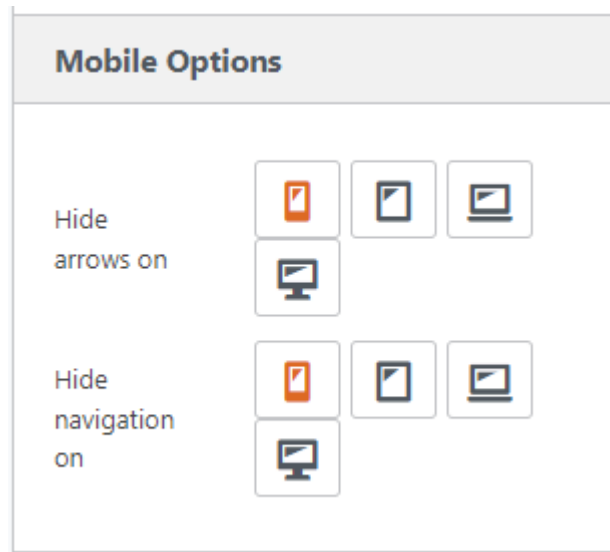 Mobile Options
Hide
arrows on
Hide
navigation
on